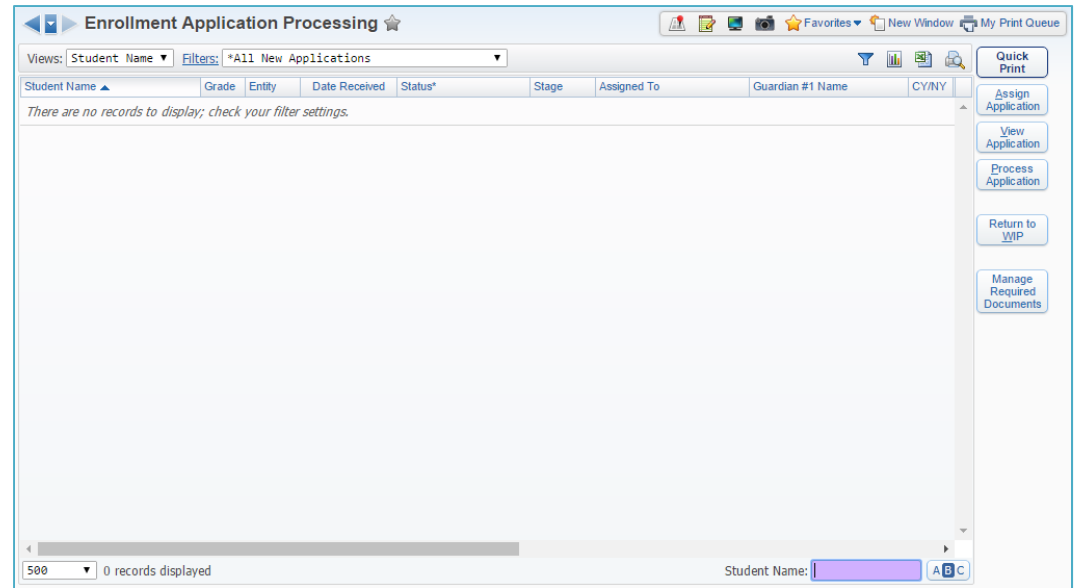 Enrollment Application Processing
Favorites New Window My Print Queue
Views: Student Name Filters: *All New Applications
Quick
Print
Student Name Grade Entity Date Received Status* Stage Assigned To Guardian #1 Name CY/NY
There are no records to display; check your filter settings.
Assign
Application
View
Application
Process
Application
Return to
WIP
Manage
Required
Documents
500 0 records displayed Student Name: A B C